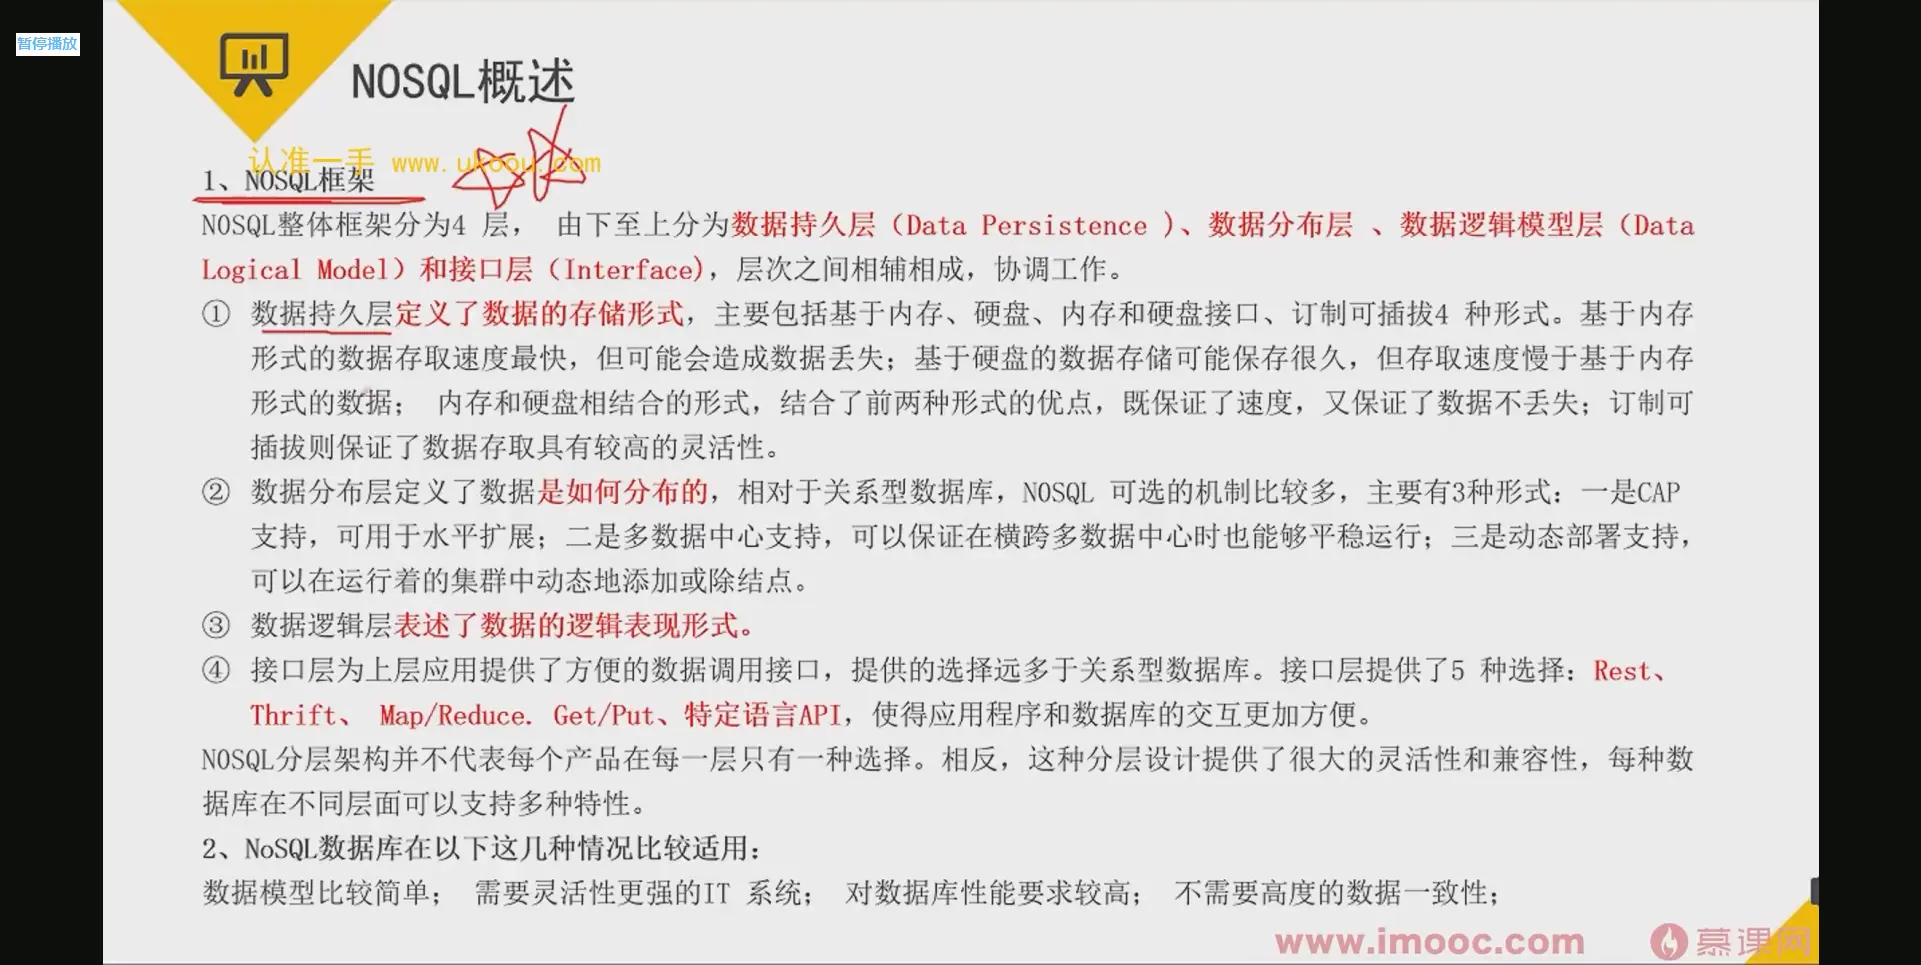 暂停播放
NOSQL概述
认准一手 www.ukoou.com
1、NOSQL框架
NOSQL整体框架分为4 层， 由下至上分为数据持久层（Data Persistence ）、数据分布层 、数据逻辑模型层（Data
Logical Model）和接口层（Interface），层次之间相辅相成，协调工作。
① 数据持久层定义了数据的存储形式，主要包括基于内存、硬盘、内存和硬盘接口、订制可插拔4 种形式。基于内存
形式的数据存取速度最快，但可能会造成数据丢失；基于硬盘的数据存储可能保存很久，但存取速度慢于基于内存
形式的数据； 内存和硬盘相结合的形式，结合了前两种形式的优点，既保证了速度，又保证了数据不丢失；订制可
插拔则保证了数据存取具有较高的灵活性。
② 数据分布层定义了数据是如何分布的，相对于关系型数据库，NOSQL 可选的机制比较多，主要有3种形式：一是CAP
支持，可用于水平扩展；二是多数据中心支持，可以保证在横跨多数据中心时也能够平稳运行；三是动态部署支持，
可以在运行着的集群中动态地添加或除结点。
③ 数据逻辑层表述了数据的逻辑表现形式。
④ 接口层为上层应用提供了方便的数据调用接口，提供的选择远多于关系型数据库。接口层提供了5 种选择：Rest、
Thrift、 Map/Reduce. Get/Put、特定语言API，使得应用程序和数据库的交互更加方便。
NOSQL分层架构并不代表每个产品在每一层只有一种选择。相反，这种分层设计提供了很大的灵活性和兼容性，每种数
据库在不同层面可以支持多种特性。
2、NoSQL数据库在以下这几种情况比较适用：
数据模型比较简单； 需要灵活性更强的IT 系统； 对数据库性能要求较高； 不需要高度的数据一致性；
www.imooc.com 慕课网